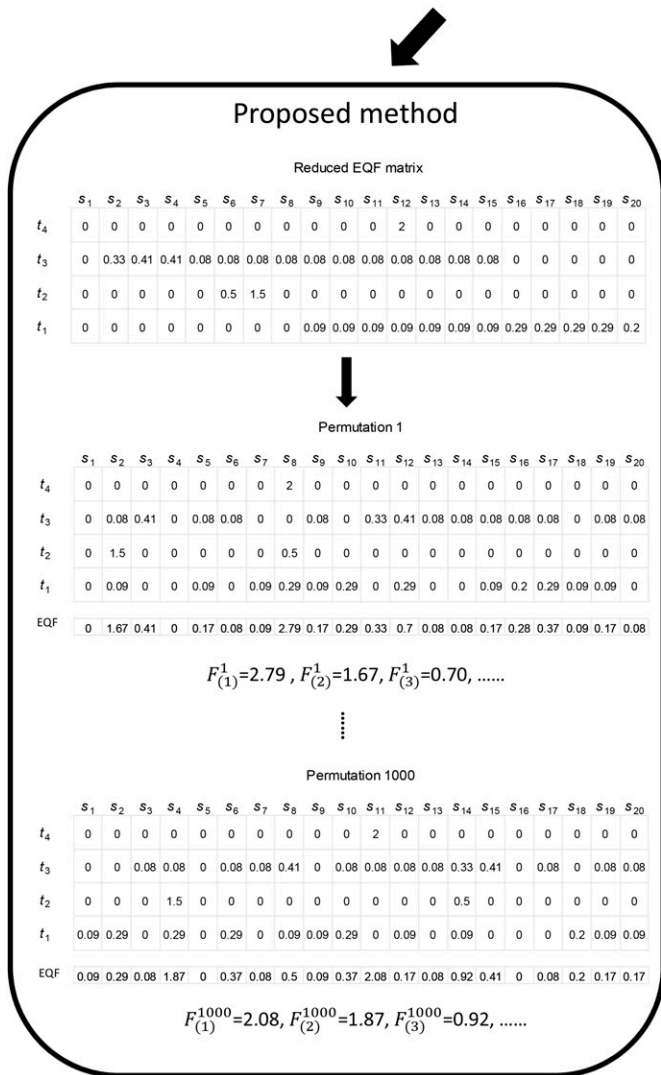 Proposed method
Reduced EQF matrix
s1 s2 s3 s4 s5 s6 s7 s8 s9 s10 s11 s12 s13 s14 s15 s16 s17 s18 s19 s20
t4 0 0 0 0 0 0 0 0 0 0 0 2 0 0 0 0 0 0 0 0
t3 0 0.33 0.41 0.41 0.08 0.08 0.08 0.08 0.08 0.08 0.08 0.08 0.08 0.08 0.08 0 0 0 0 0
t2 0 0 0 0 0 0.5 1.5 0 0 0 0 0 0 0 0 0 0 0 0 0
t1 0 0 0 0 0 0 0 0 0.09 0.09 0.09 0.09 0.09 0.09 0.09 0.29 0.29 0.29 0.29 0.2
Permutation 1
s1 s2 s3 s4 s5 s6 s7 s8 s9 s10 s11 s12 s13 s14 s15 s16 s17 s18 s19 s20
t4 0 0 0 0 0 0 0 2 0 0 0 0 0 0 0 0 0 0 0 0
t3 0 0.08 0.41 0 0.08 0.08 0 0 0.08 0 0.33 0.41 0.08 0.08 0.08 0.08 0.08 0 0.08 0.08
t2 0 1.5 0 0 0 0 0 0.5 0 0 0 0 0 0 0 0 0 0 0 0
t1 0 0.09 0 0 0.09 0 0.09 0.29 0.09 0.29 0 0.29 0 0 0.09 0.2 0.29 0.09 0.09 0
EQF 0 1.67 0.41 0 0.17 0.08 0.09 2.79 0.17 0.29 0.33 0.7 0.08 0.08 0.17 0.28 0.37 0.09 0.17 0.08
F^1_(1)=2.79 , F^1_(2)=1.67, F^1_(3)=0.70, ......
Permutation 1000
s1 s2 s3 s4 s5 s6 s7 s8 s9 s10 s11 s12 s13 s14 s15 s16 s17 s18 s19 s20
t4 0 0 0 0 0 0 0 0 0 0 2 0 0 0 0 0 0 0 0 0
t3 0 0 0.08 0.08 0 0.08 0.08 0.41 0 0.08 0.08 0.08 0.08 0.33 0.41 0 0.08 0 0.08 0.08
t2 0 0 0 1.5 0 0 0 0 0 0 0 0 0 0.5 0 0 0 0 0 0
t1 0.09 0.29 0 0.29 0 0.29 0 0.09 0.09 0.29 0 0.09 0 0.09 0 0 0 0.2 0.09 0.09
EQF 0.09 0.29 0.08 1.87 0 0.37 0.08 0.5 0.09 0.37 2.08 0.17 0.08 0.92 0.41 0 0.08 0.2 0.17 0.17
F^1000_(1)=2.08, F^1000_(2)=1.87, F^1000_(3)=0.92, ......